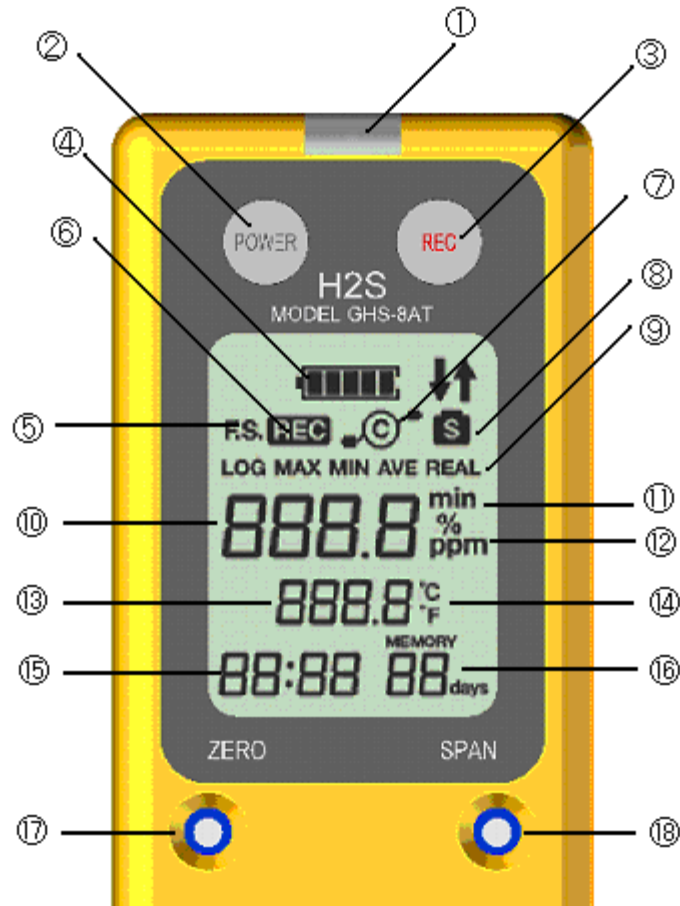 ①
②
③
④
⑦
POWER
REC
⑥
H2S
⑧
MODEL GHS-8AT
⑨
⑤
F.S. REC C S
LOG MAX MIN AVE REAL
⑩
888.8 min
⑪
%
ppm
⑫
⑬
888.8 °C
°F
⑭
MEMORY
⑮
88:88 88 days
⑯
ZERO SPAN
⑰
⑱